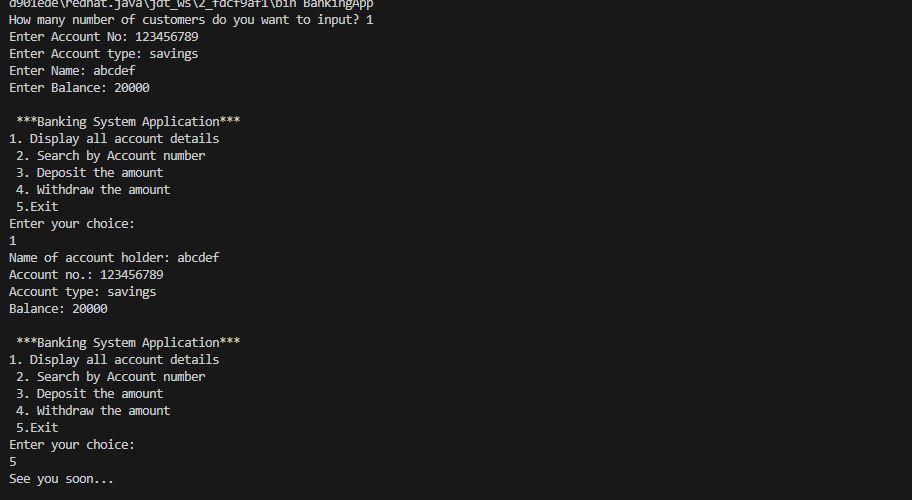 d901ede\redhat.java\jdt_ws\2_fdcf9af1\bin BankingApp
How many number of customers do you want to input? 1
Enter Account No: 123456789
Enter Account type: savings
Enter Name: abcdef
Enter Balance: 20000
***Banking System Application***
1. Display all account details
2. Search by Account number
3. Deposit the amount
4. Withdraw the amount
5.Exit
Enter your choice:
1
Name of account holder: abcdef
Account no.: 123456789
Account type: savings
Balance: 20000
***Banking System Application***
1. Display all account details
2. Search by Account number
3. Deposit the amount
4. Withdraw the amount
5.Exit
Enter your choice:
5
See you soon...